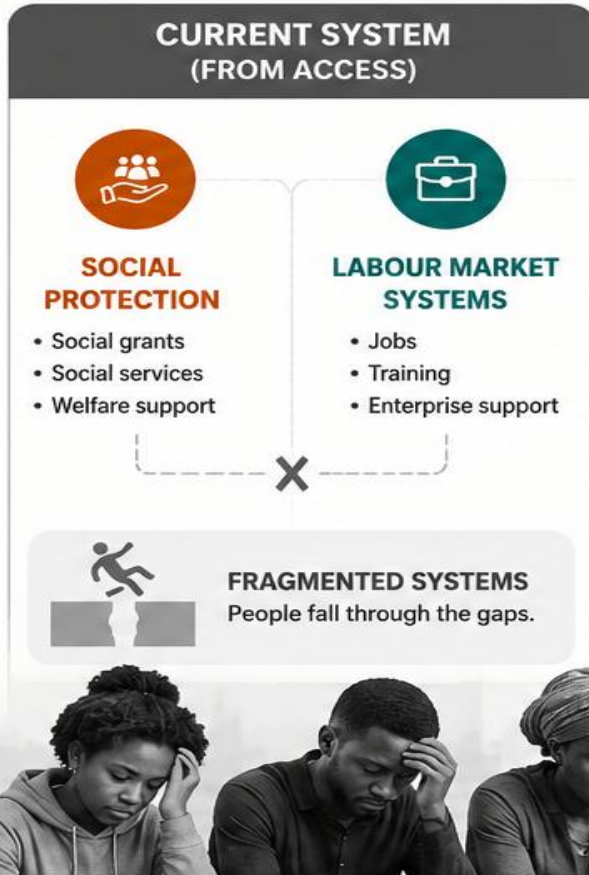 CURRENT SYSTEM
(FROM ACCESS)
SOCIAL
PROTECTION
• Social grants
• Social services
• Welfare support
LABOUR MARKET
SYSTEMS
• Jobs
• Training
• Enterprise support
FRAGMENTED SYSTEMS
People fall through the gaps.